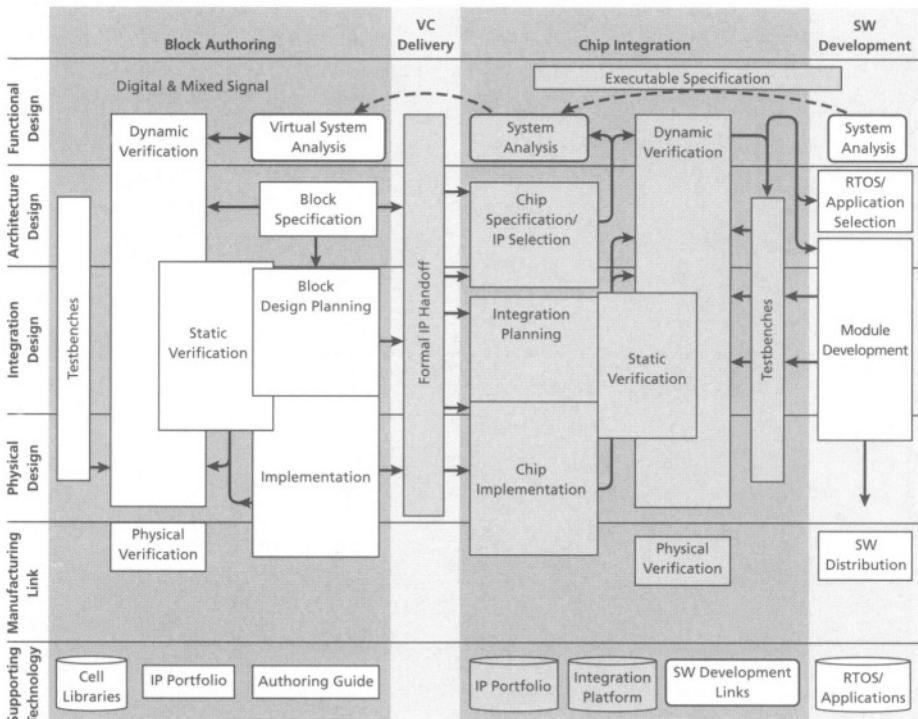 Block Authoring
VC
Delivery
Chip Integration
SW
Development
Functional
Design
Digital & Mixed Signal
Executable Specification
Dynamic
Verification
Virtual System
Analysis
System
Analysis
Dynamic
Verification
System
Analysis
Architecture
Design
Block
Specification
Chip
Specification/
IP Selection
RTOS/
Application
Selection
Integration
Design
Testbenches
Static
Verification
Block
Design Planning
Formal IP Handoff
Integration
Planning
Static
Verification
Testbenches
Module
Development
Physical
Design
Implementation
Chip
Implementation
Manufacturing
Link
Physical
Verification
Physical
Verification
SW
Distribution
Supporting
Technology
Cell
Libraries
IP Portfolio
Authoring Guide
IP Portfolio
Integration
Platform
SW Development
Links
RTOS/
Applications